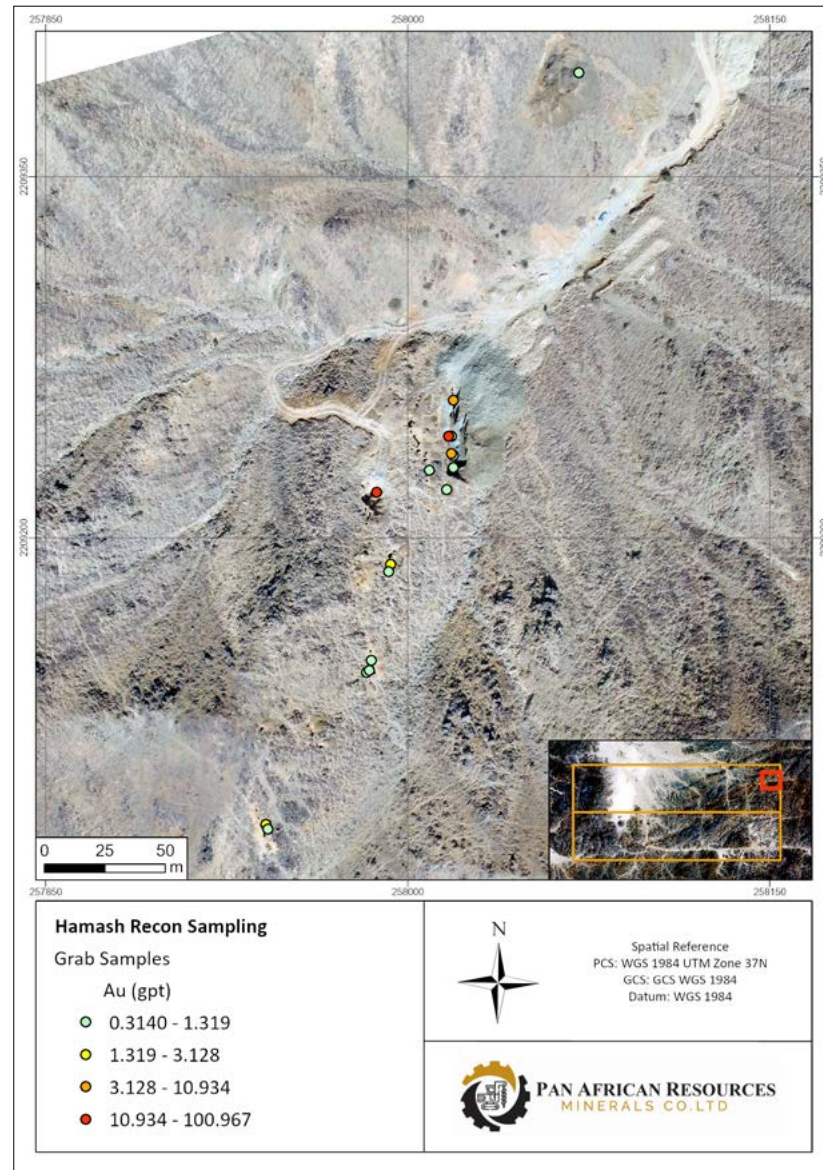 257850
258000
258150
2209350
2209350
2209200
2209200
0 25 50
m
257850
258000
258150
Hamash Recon Sampling
Grab Samples
Au (gpt)
0.3140 - 1.319
1.319 - 3.128
3.128 - 10.934
10.934 - 100.967
N
Spatial Reference
PCS: WGS 1984 UTM Zone 37N
GCS: GCS WGS 1984
Datum: WGS 1984
PAN AFRICAN RESOURCES
MINERALS CO.LTD